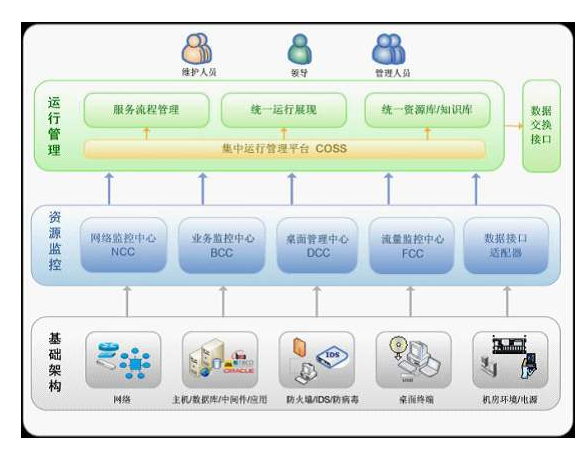 维护人员
领导
管理人员
运行管理
服务流程管理
统一运行展现
统一资源库/知识库
集中运行管理平台 COSS
数据
交换
接口
资源监控
网络监控中心
NCC
业务监控中心
BCC
桌面管理中心
DCC
流量监控中心
FCC
数据接口
适配器
基础架构
IDS
ORACLE
USB
网络
主机/数据库/中间件/应用
防火墙/IDS/防病毒
桌面终端
机房环境/电源